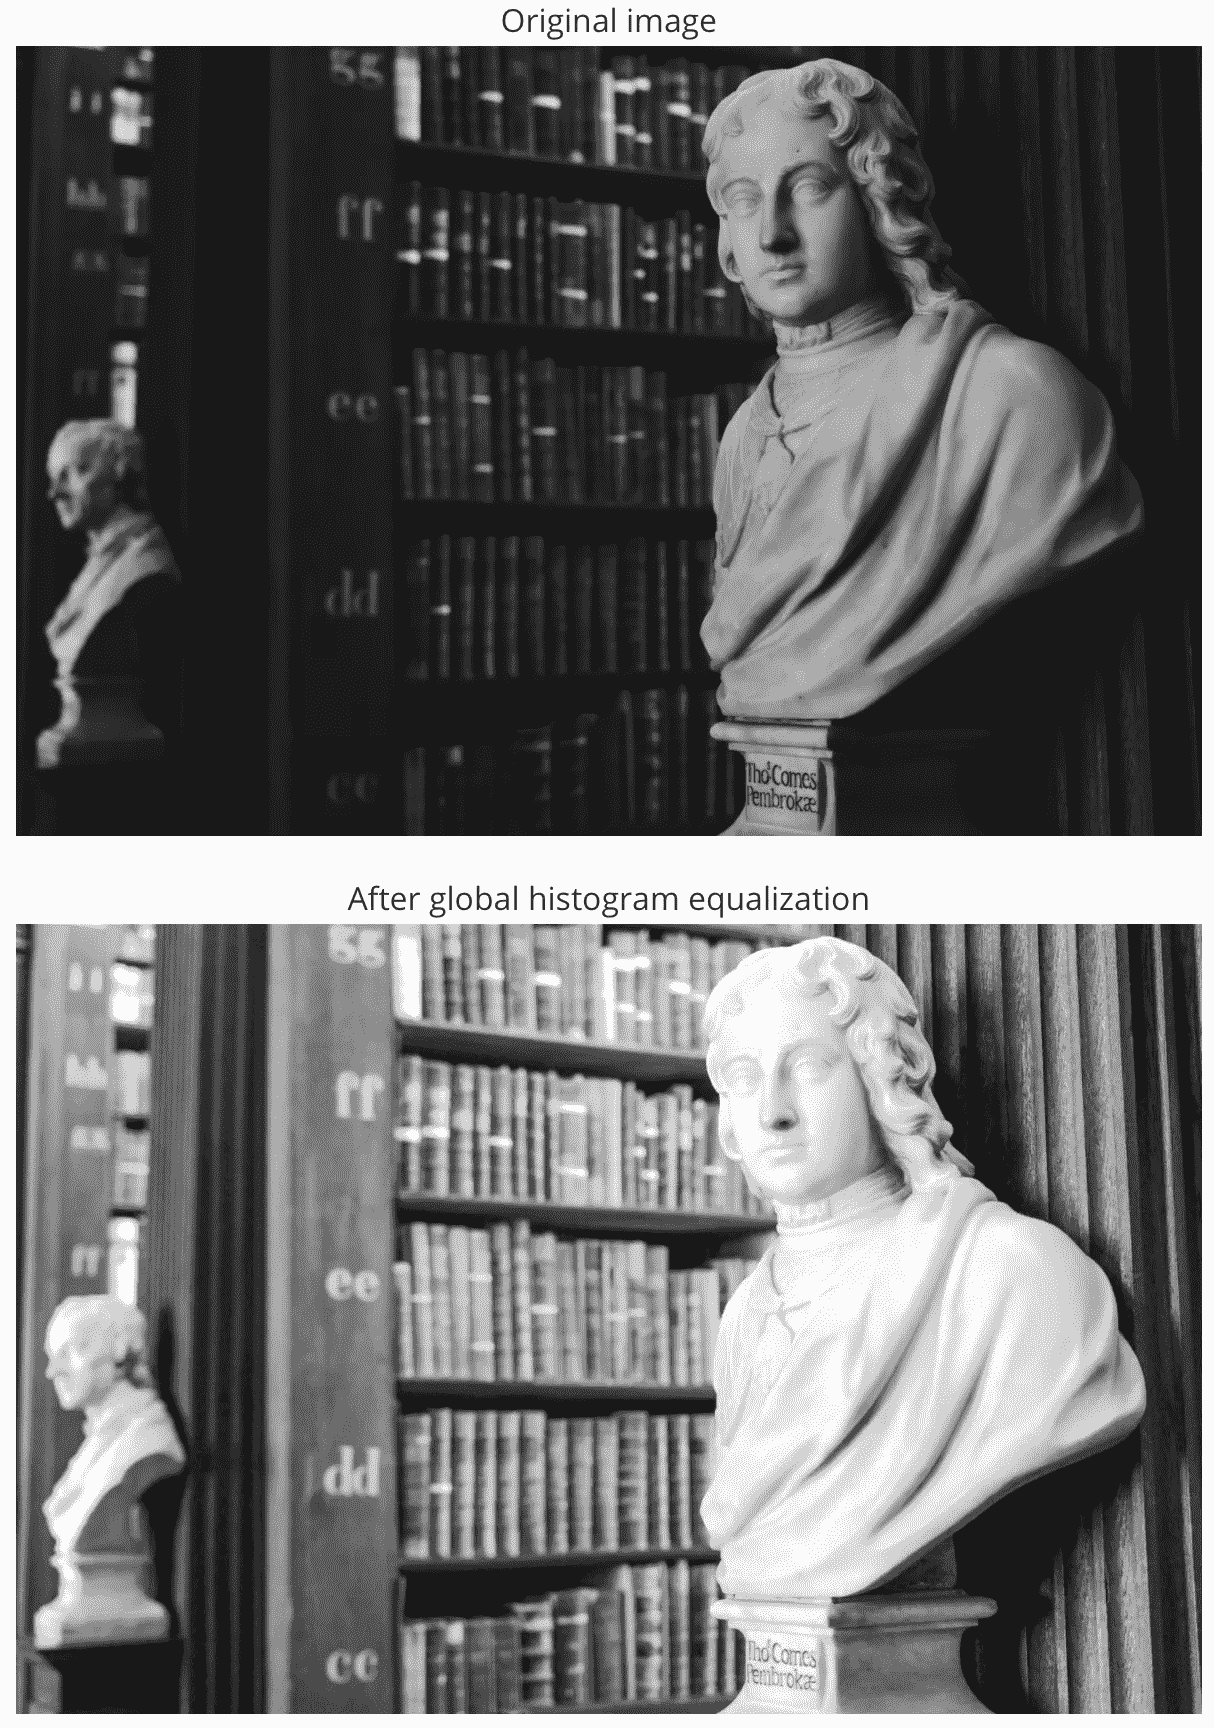 Original image
gg
ff
ee
dd
cc
Thoˢ Comes
Pembrokæ
After global histogram equalization
gg
ff
ee
dd
cc
Thoˢ Comes
Pembrokæ